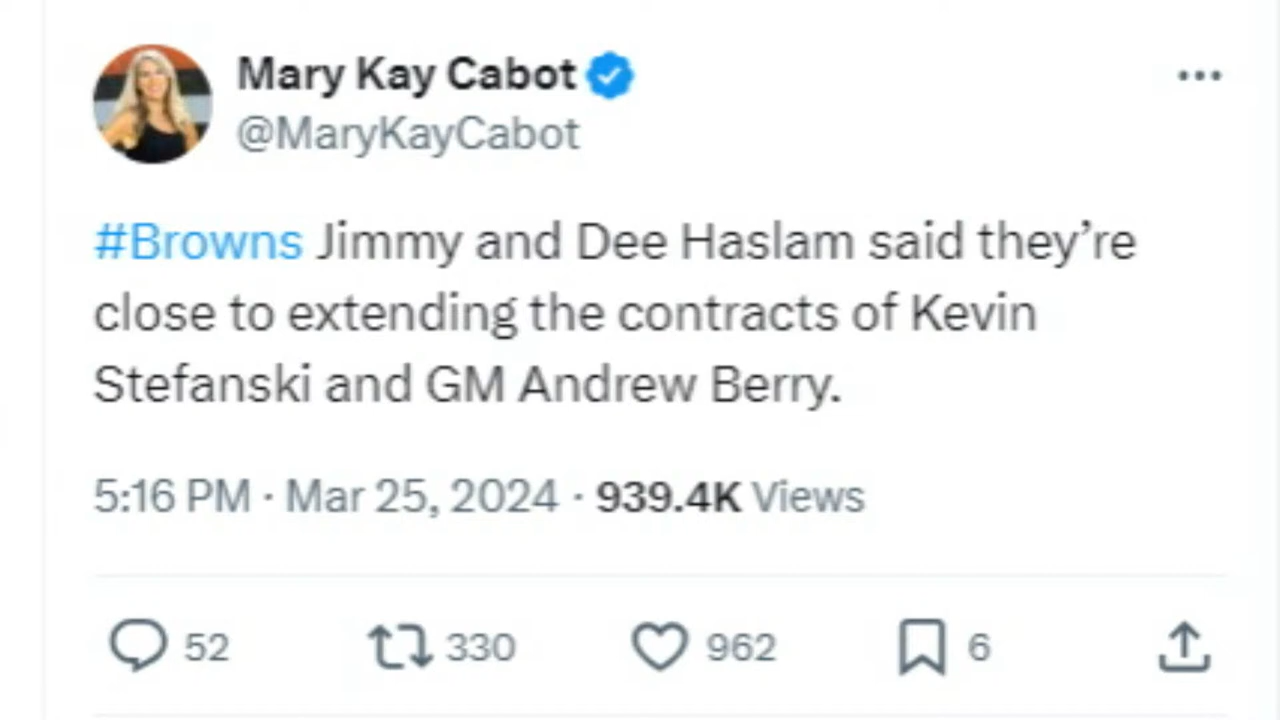 Mary Kay Cabot
@MaryKayCabot
#Browns Jimmy and Dee Haslam said they’re
close to extending the contracts of Kevin
Stefanski and GM Andrew Berry.
5:16 PM · Mar 25, 2024 · 939.4K Views
52 330 962 6